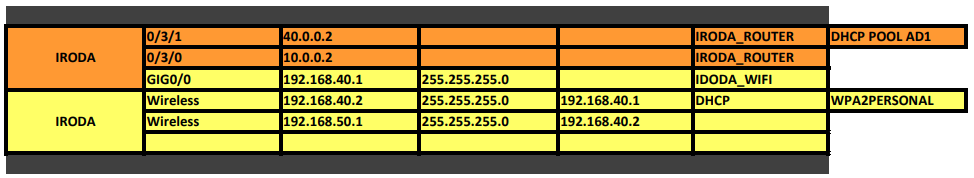 IRODA 0/3/1 40.0.0.2 IRODA_ROUTER DHCP POOL AD1
0/3/0 10.0.0.2 IRODA_ROUTER
GIG0/0 192.168.40.1 255.255.255.0 IDODA_WIFI
IRODA Wireless 192.168.40.2 255.255.255.0 192.168.40.1 DHCP WPA2PERSONAL
Wireless 192.168.50.1 255.255.255.0 192.168.40.2